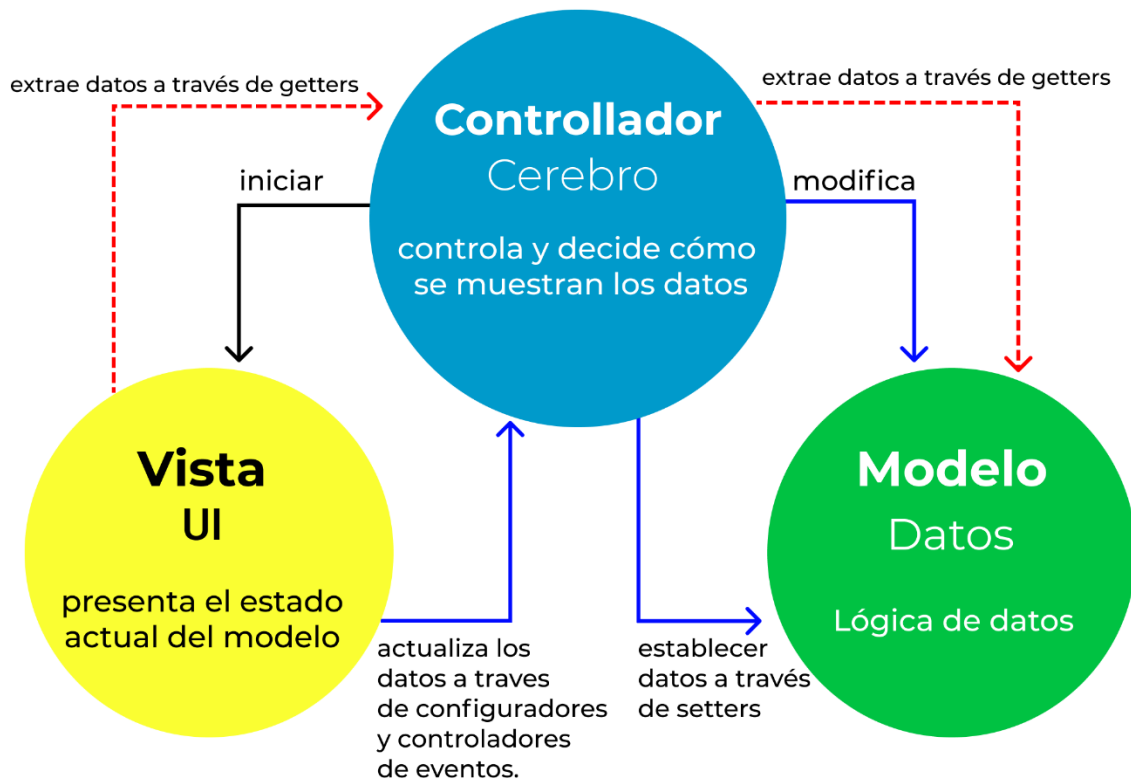 extrae datos a través de getters
extrae datos a través de getters
Controllador
Cerebro
controla y decide cómo
se muestran los datos
iniciar
modifica
Vista
UI
presenta el estado
actual del modelo
Modelo
Datos
Lógica de datos
actualiza los
datos a traves
de configuradores
y controladores
de eventos.
establecer
datos a través
de setters